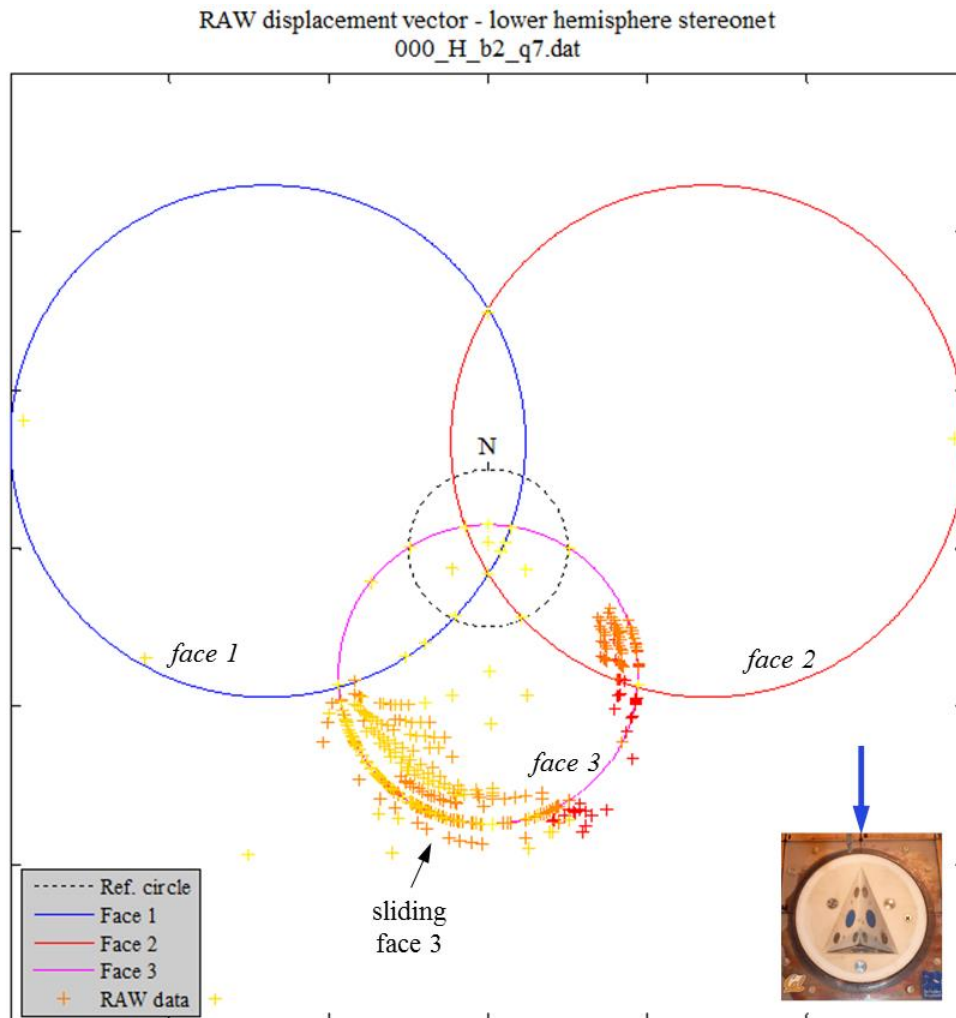 RAW displacement vector - lower hemisphere stereonet
000_H_b2_q7.dat
N
face 1
face 2
face 3
sliding
face 3
Ref. circle
Face 1
Face 2
Face 3
RAW data